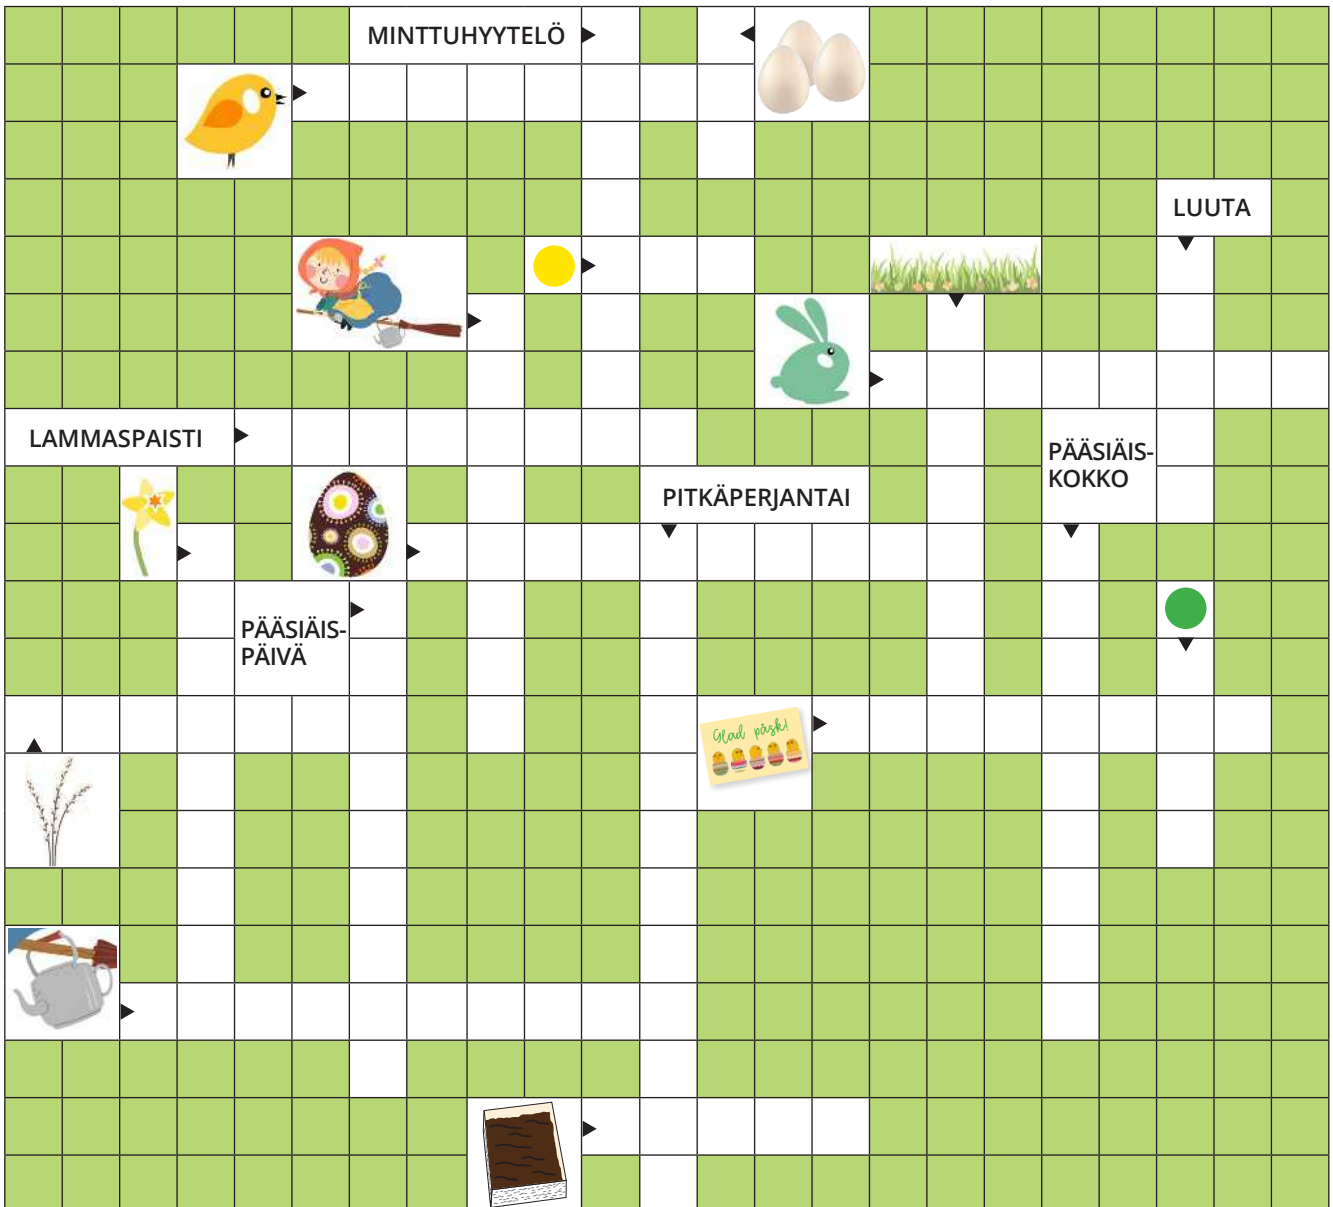 MINTTUHYYTELÖ
LUUTA
LAMMASPAISTI
PÄÄSIÄIS-
KOKKO
PITKÄPERJANTAI
PÄÄSIÄIS-
PÄIVÄ
Glad påsk!